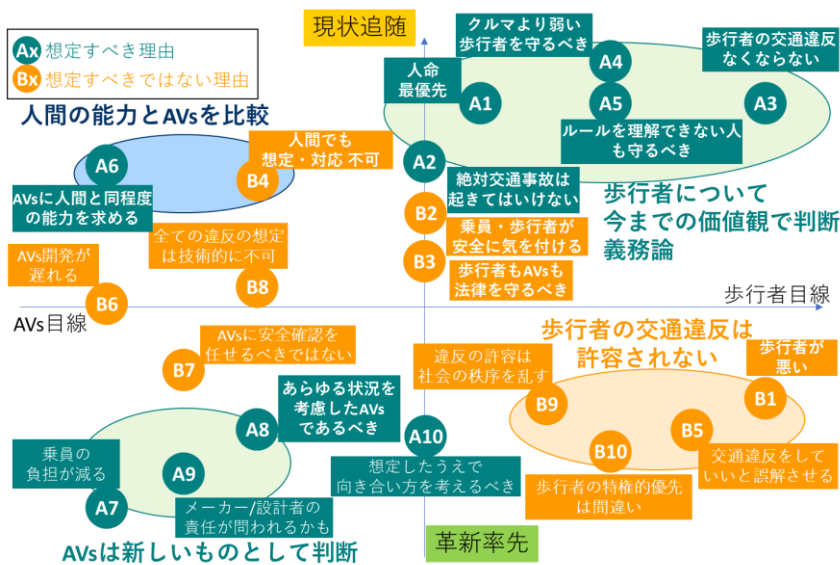 現状追随
Ax 想定すべき理由
Bx 想定すべきではない理由
クルマより弱い
歩行者を守るべき
A4
歩行者の交通違反
なくならない
A3
人命
最優先
A1
A5
ルールを理解できない人
も守るべき
人間の能力とAVsを比較
人間でも
想定・対応 不可
A6
B4
AVsに人間と同程度
の能力を求める
A2
絶対交通事故は
起きてはいけない
歩行者について
今までの価値観で判断
義務論
B2
乗員・歩行者が
安全に気を付ける
B3
歩行者もAVsも
法律を守るべき
全ての違反の想定
は技術的に不可
B8
AVs開発が
遅れる
B6
AVs目線
歩行者目線
B7
AVsに安全確認を
任せるべきではない
歩行者の交通違反は
許容されない
違反の許容は
社会の秩序を乱す
B9
歩行者が
悪い
B1
B5
交通違反をして
いいと誤解させる
B10
歩行者の特権的優先
は間違い
あらゆる状況を
考慮したAVs
であるべき
A8
A10
想定したうえで
向き合い方を考えるべき
乗員の
負担が減る
A7
A9
メーカー/設計者の
責任が問われるかも
AVsは新しいものとして判断
革新率先